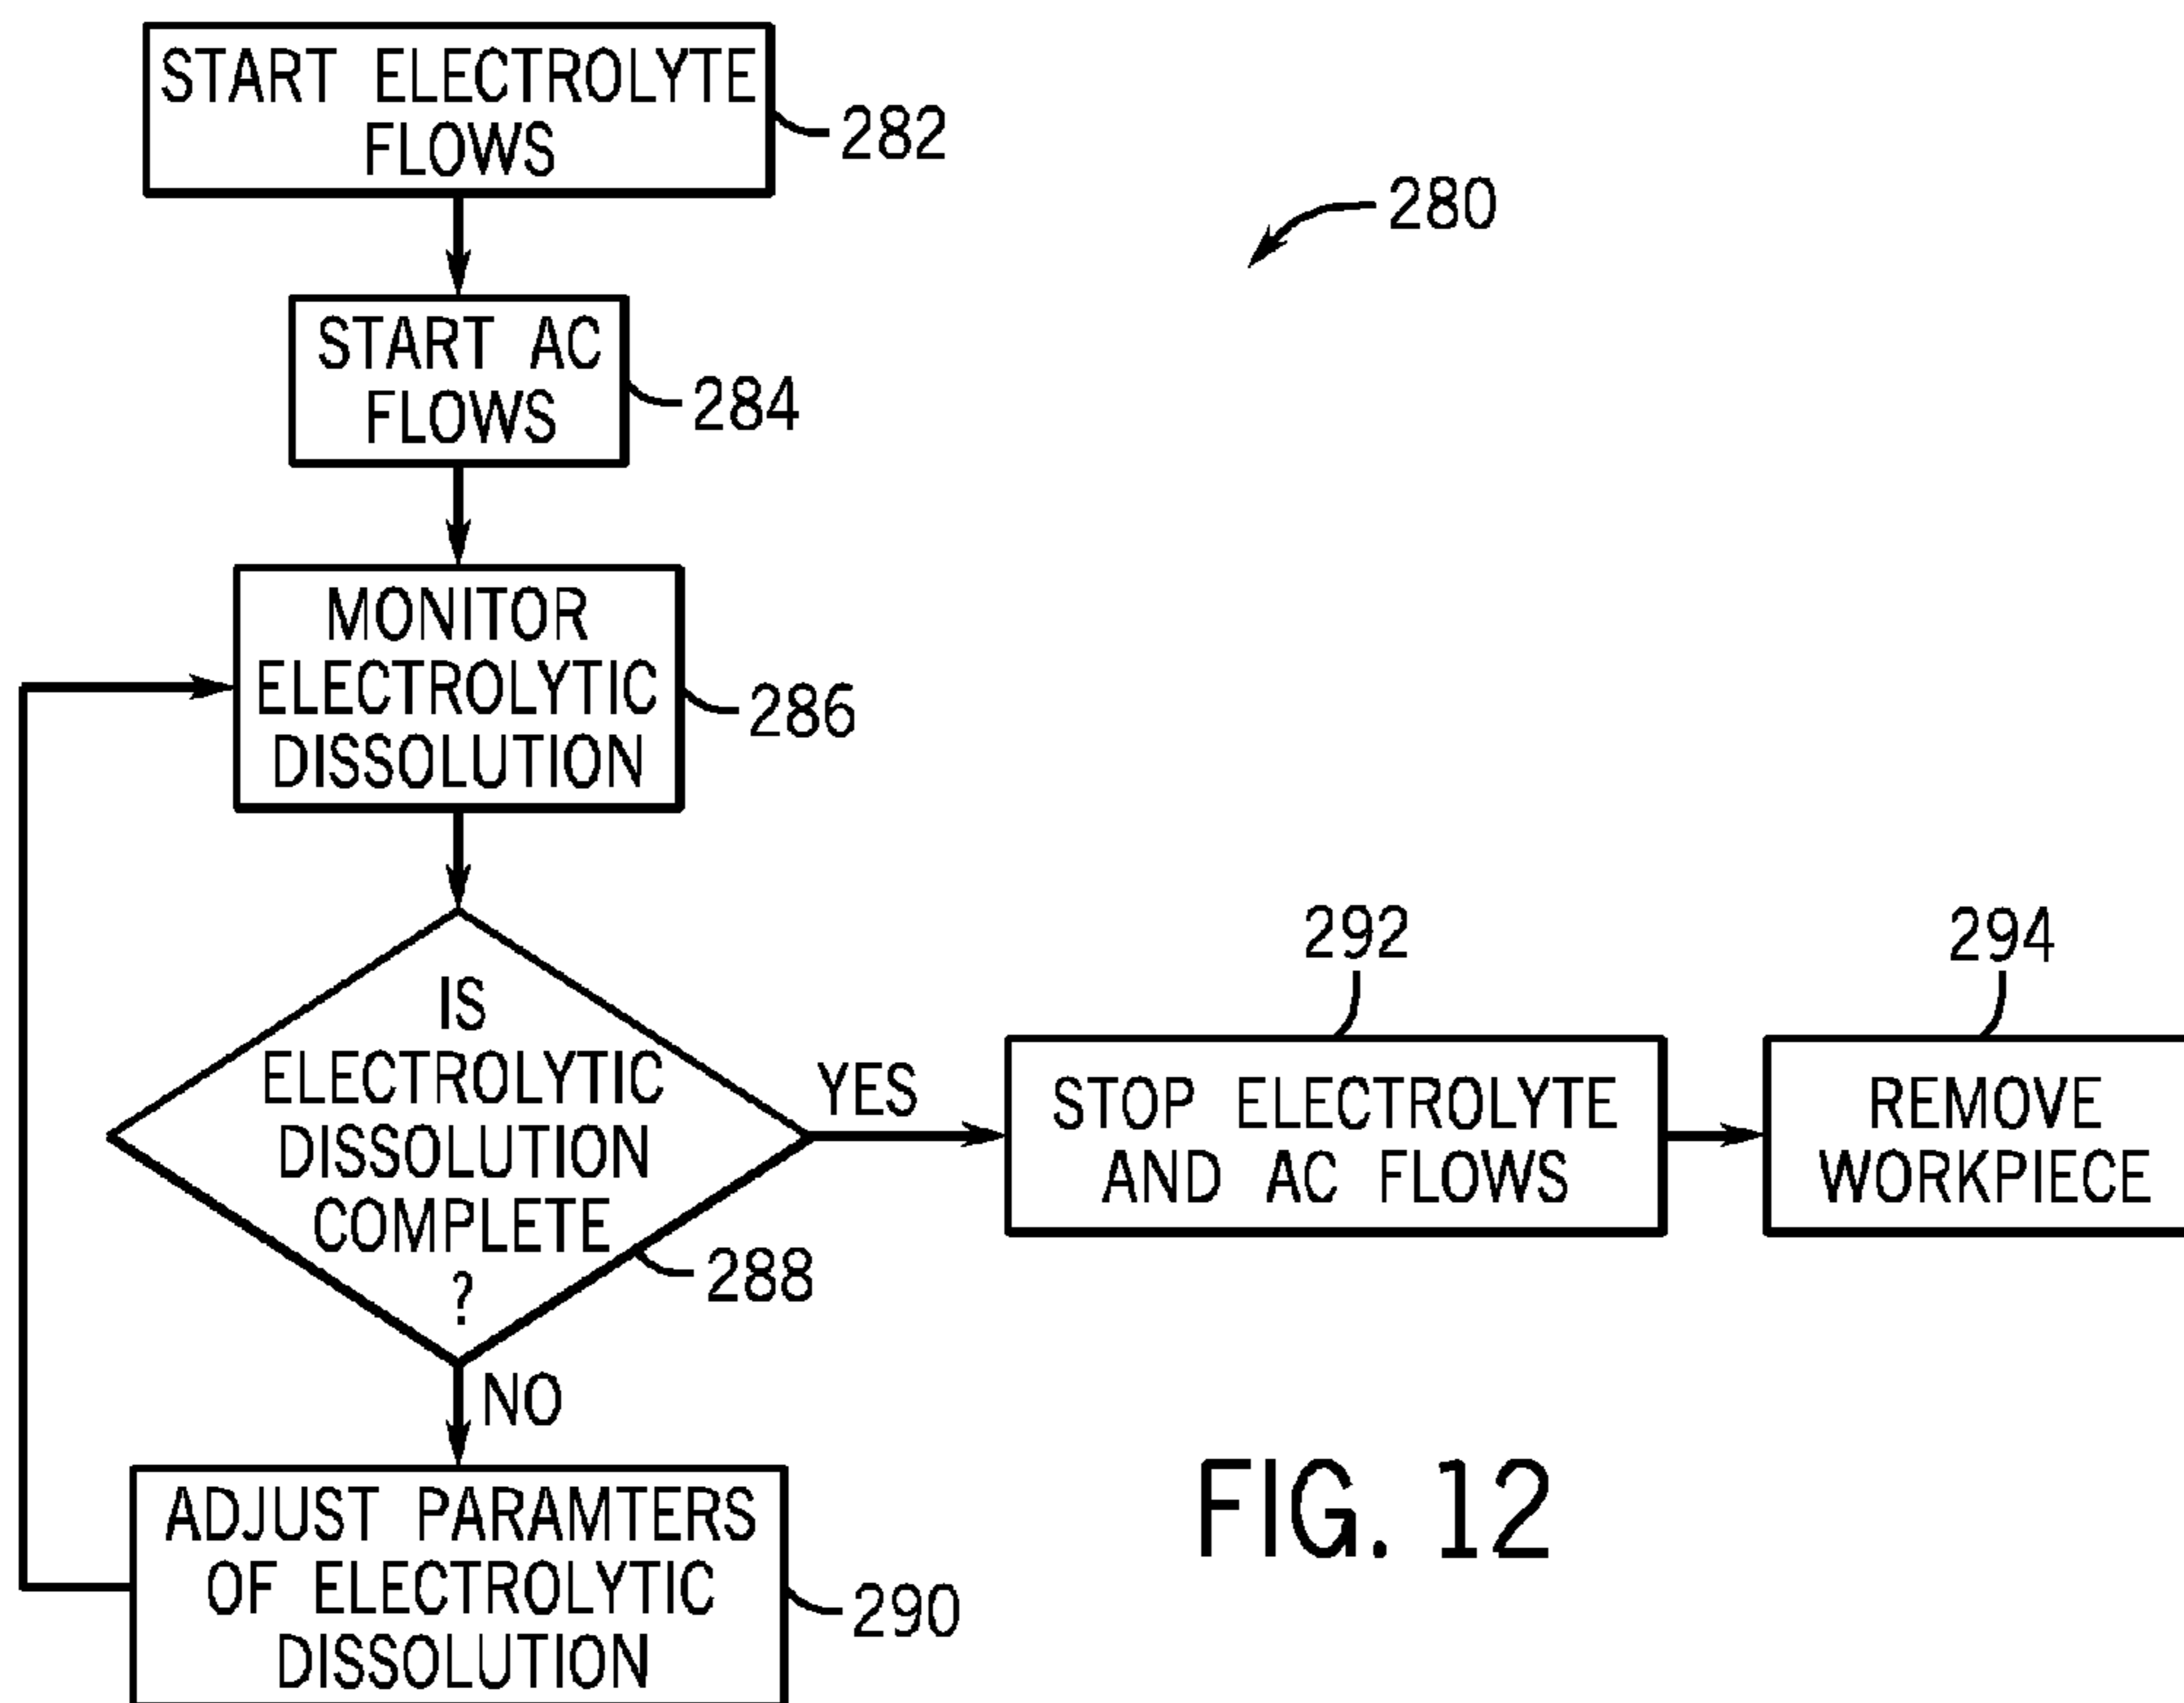 START ELECTROLYTE
FLOWS
282
280
START AC
FLOWS
284
MONITOR
ELECTROLYTIC
DISSOLUTION
286
IS
ELECTROLYTIC
DISSOLUTION
COMPLETE
?
288
YES
292
STOP ELECTROLYTE
AND AC FLOWS
294
REMOVE
WORKPIECE
NO
ADJUST PARAMTERS
OF ELECTROLYTIC
DISSOLUTION
290
FIG. 12